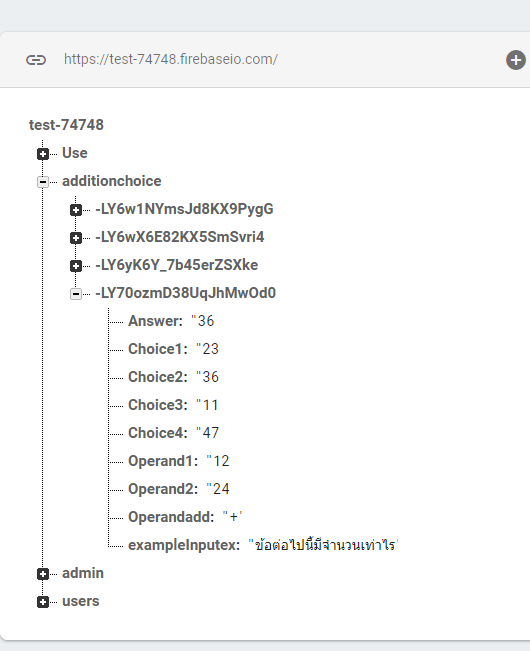 https://test-74748.firebaseio.com/
test-74748
Use
additionchoice
-LY6w1NYmsJd8KX9PygG
-LY6wX6E82KX5SmSvri4
-LY6yK6Y_7b45erZSXke
-LY70ozmD38UqJhMwOd0
Answer: "36
Choice1: "23
Choice2: "36
Choice3: "11
Choice4: "47
Operand1: "12
Operand2: "24
Operandadd: "+'
exampleInputex: "ข้อต่อไปนี้มีจำนวนเท่าไร'
admin
users